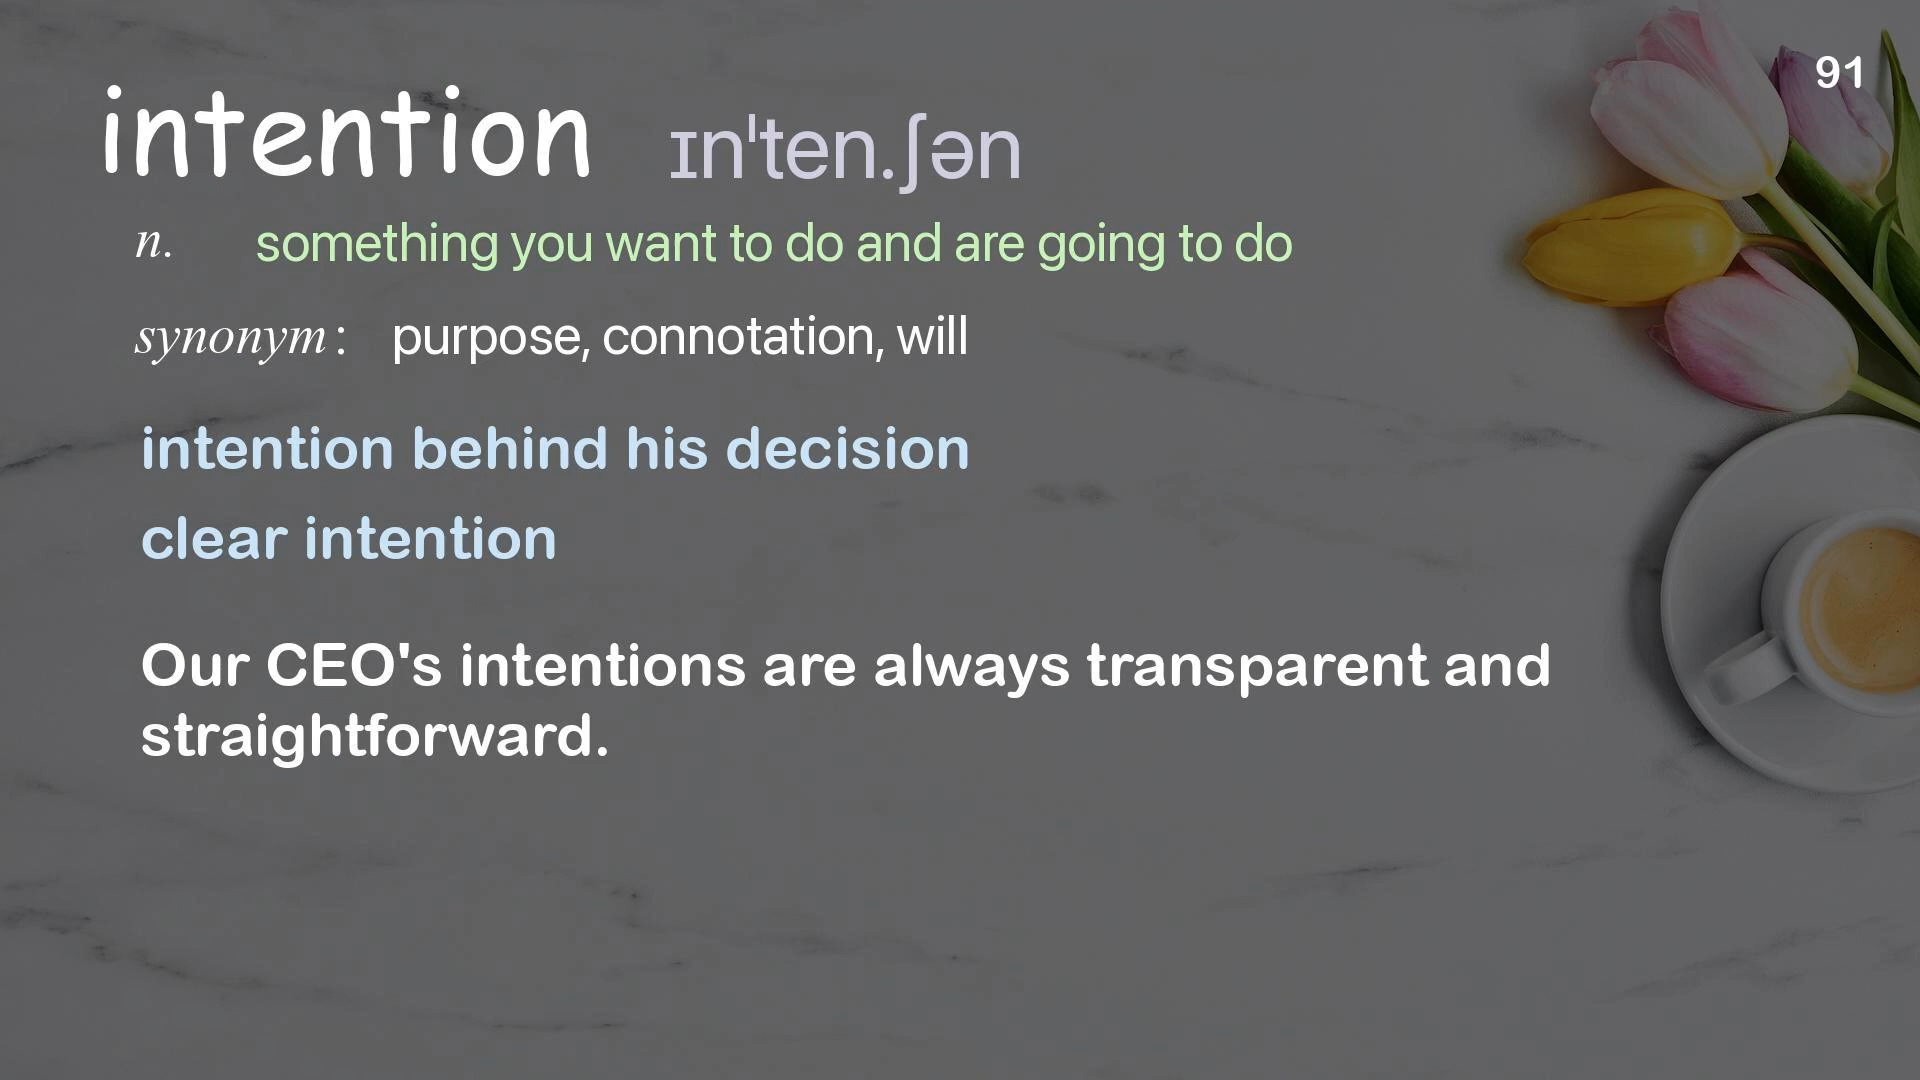 91
intention ɪnˈten.ʃən
n. something you want to do and are going to do
synonym: purpose, connotation, will
intention behind his decision
clear intention
Our CEO's intentions are always transparent and
straightforward.